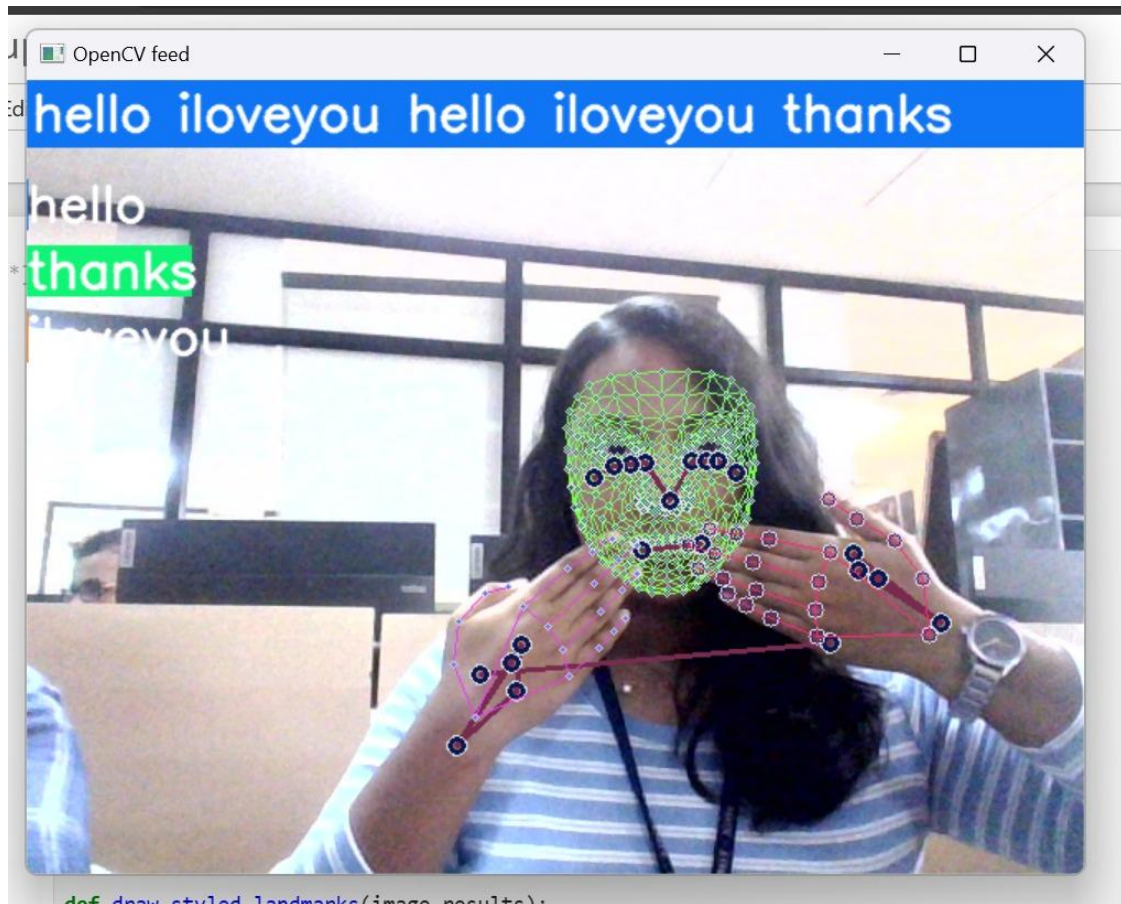 OpenCV feed
hello iloveyou hello iloveyou thanks
hello
thanks
iloveyou
def draw_styled_landmarks(image,results):